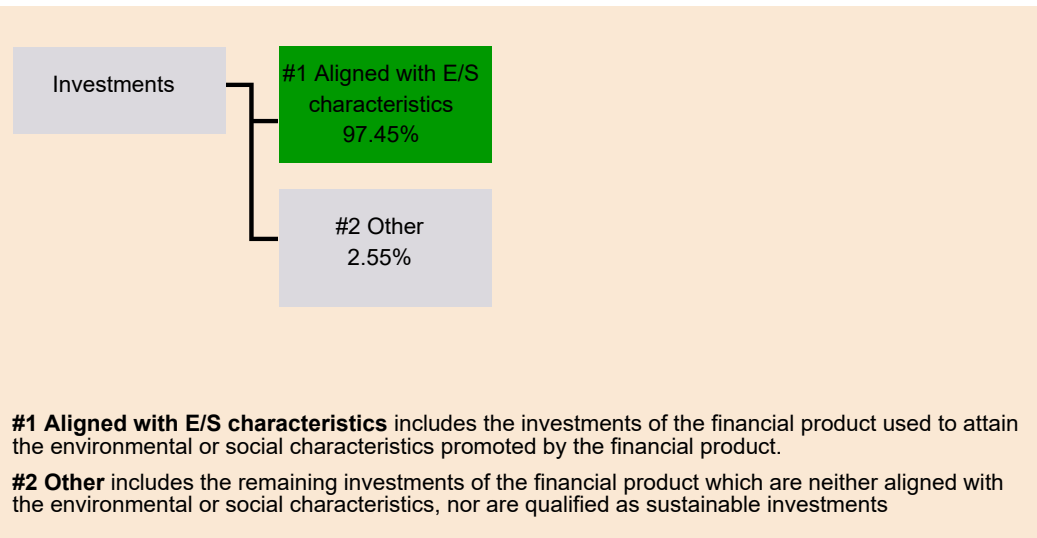 Investments
#1 Aligned with E/S
characteristics
97.45%
#2 Other
2.55%
#1 Aligned with E/S characteristics includes the investments of the financial product used to attain
the environmental or social characteristics promoted by the financial product.
#2 Other includes the remaining investments of the financial product which are neither aligned with
the environmental or social characteristics, nor are qualified as sustainable investments